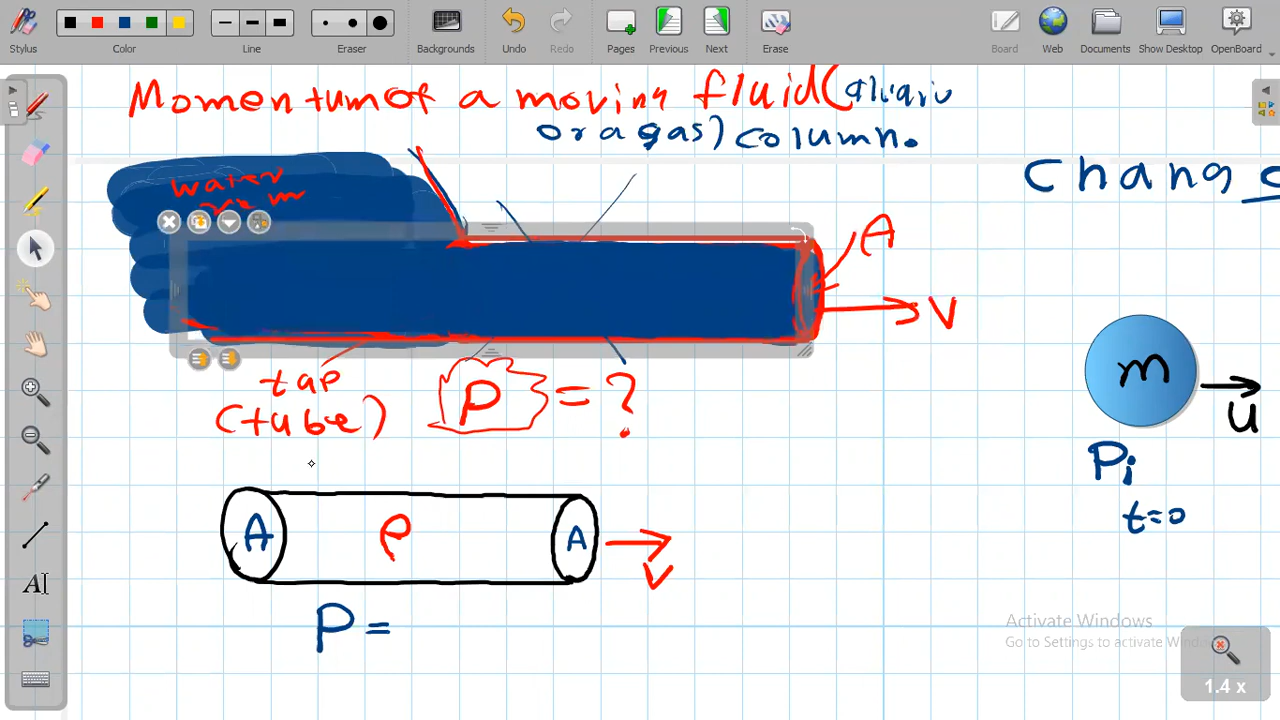 Stylus
Color
Line
Eraser
Backgrounds
Undo
Redo
Pages
Previous
Next
Erase
Board
Web
Documents
Show Desktop
OpenBoard
Momentum of a moving fluid(
or a gas) column.
water
m
A
V
tap
(tube)
P = ?
A
ρ
A
V
P =
Chang
m
u
Pi
t=0
Activate Windows
Go to Settings to activate Windows
1.4 x